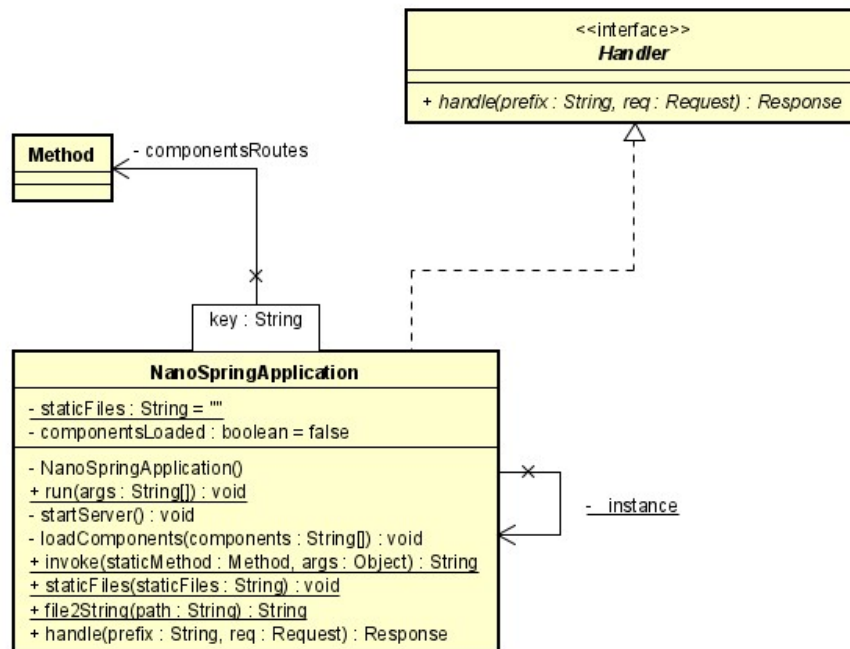 <<interface>>
Handler
+ handle(prefix : String, req : Request) : Response
Method
- componentsRoutes
key : String
NanoSpringApplication
- staticFiles : String = ""
- componentsLoaded : boolean = false
- NanoSpringApplication()
+ run(args : String[]) : void
- startServer() : void
- loadComponents(components : String[]) : void
+ invoke(staticMethod : Method, args : Object) : String
+ staticFiles(staticFiles : String) : void
+ file2String(path : String) : String
+ handle(prefix : String, req : Request) : Response
- _instance